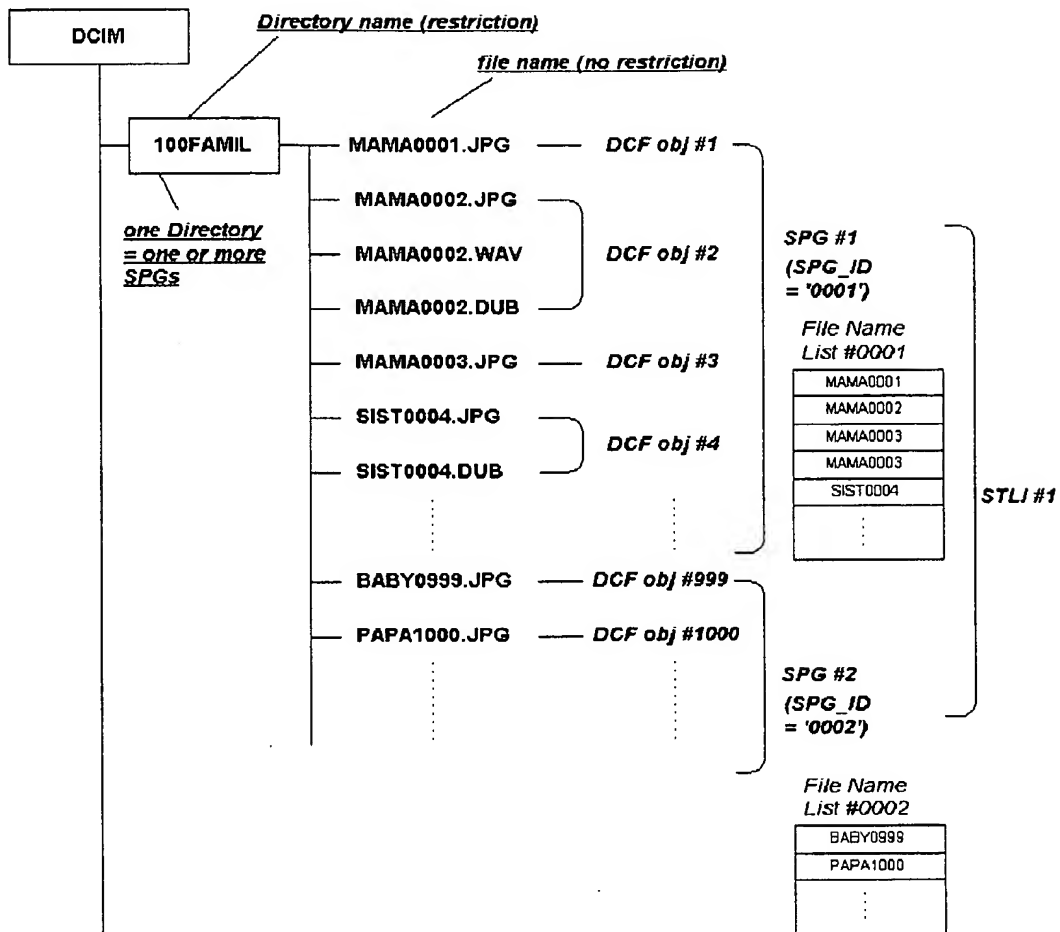 DCIM
Directory name (restriction)
file name (no restriction)
100FAMIL
one Directory
= one or more
SPGs
MAMA0001.JPG
DCF obj #1
MAMA0002.JPG
MAMA0002.WAV
DCF obj #2
MAMA0002.DUB
MAMA0003.JPG
DCF obj #3
SIST0004.JPG
DCF obj #4
SIST0004.DUB
BABY0999.JPG
DCF obj #999
PAPA1000.JPG
DCF obj #1000
SPG #1
(SPG_ID
= '0001')
File Name
List #0001
MAMA0001
MAMA0002
MAMA0003
MAMA0003
SIST0004
STLI #1
SPG #2
(SPG_ID
= '0002')
File Name
List #0002
BABY0999
PAPA1000